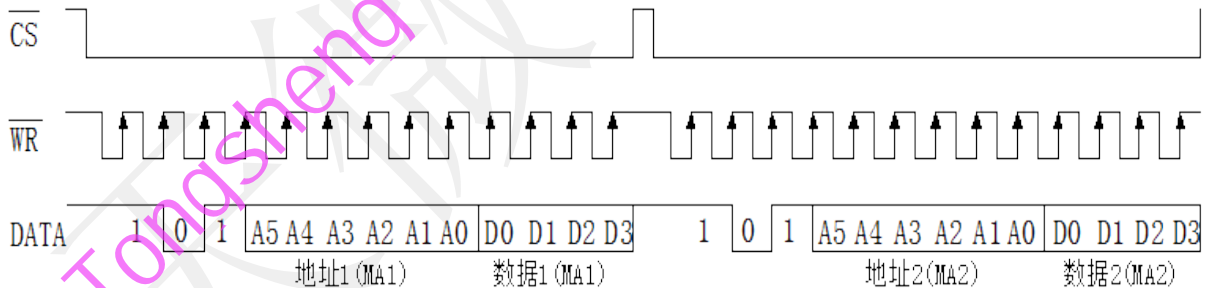 CS
WR
DATA 1 0 1 A5 A4 A3 A2 A1 A0 D0 D1 D2 D3 1 0 1 A5 A4 A3 A2 A1 A0 D0 D1 D2 D3
地址1(MA1) 数据1(MA1) 地址2(MA2) 数据2(MA2)
Tongsheng